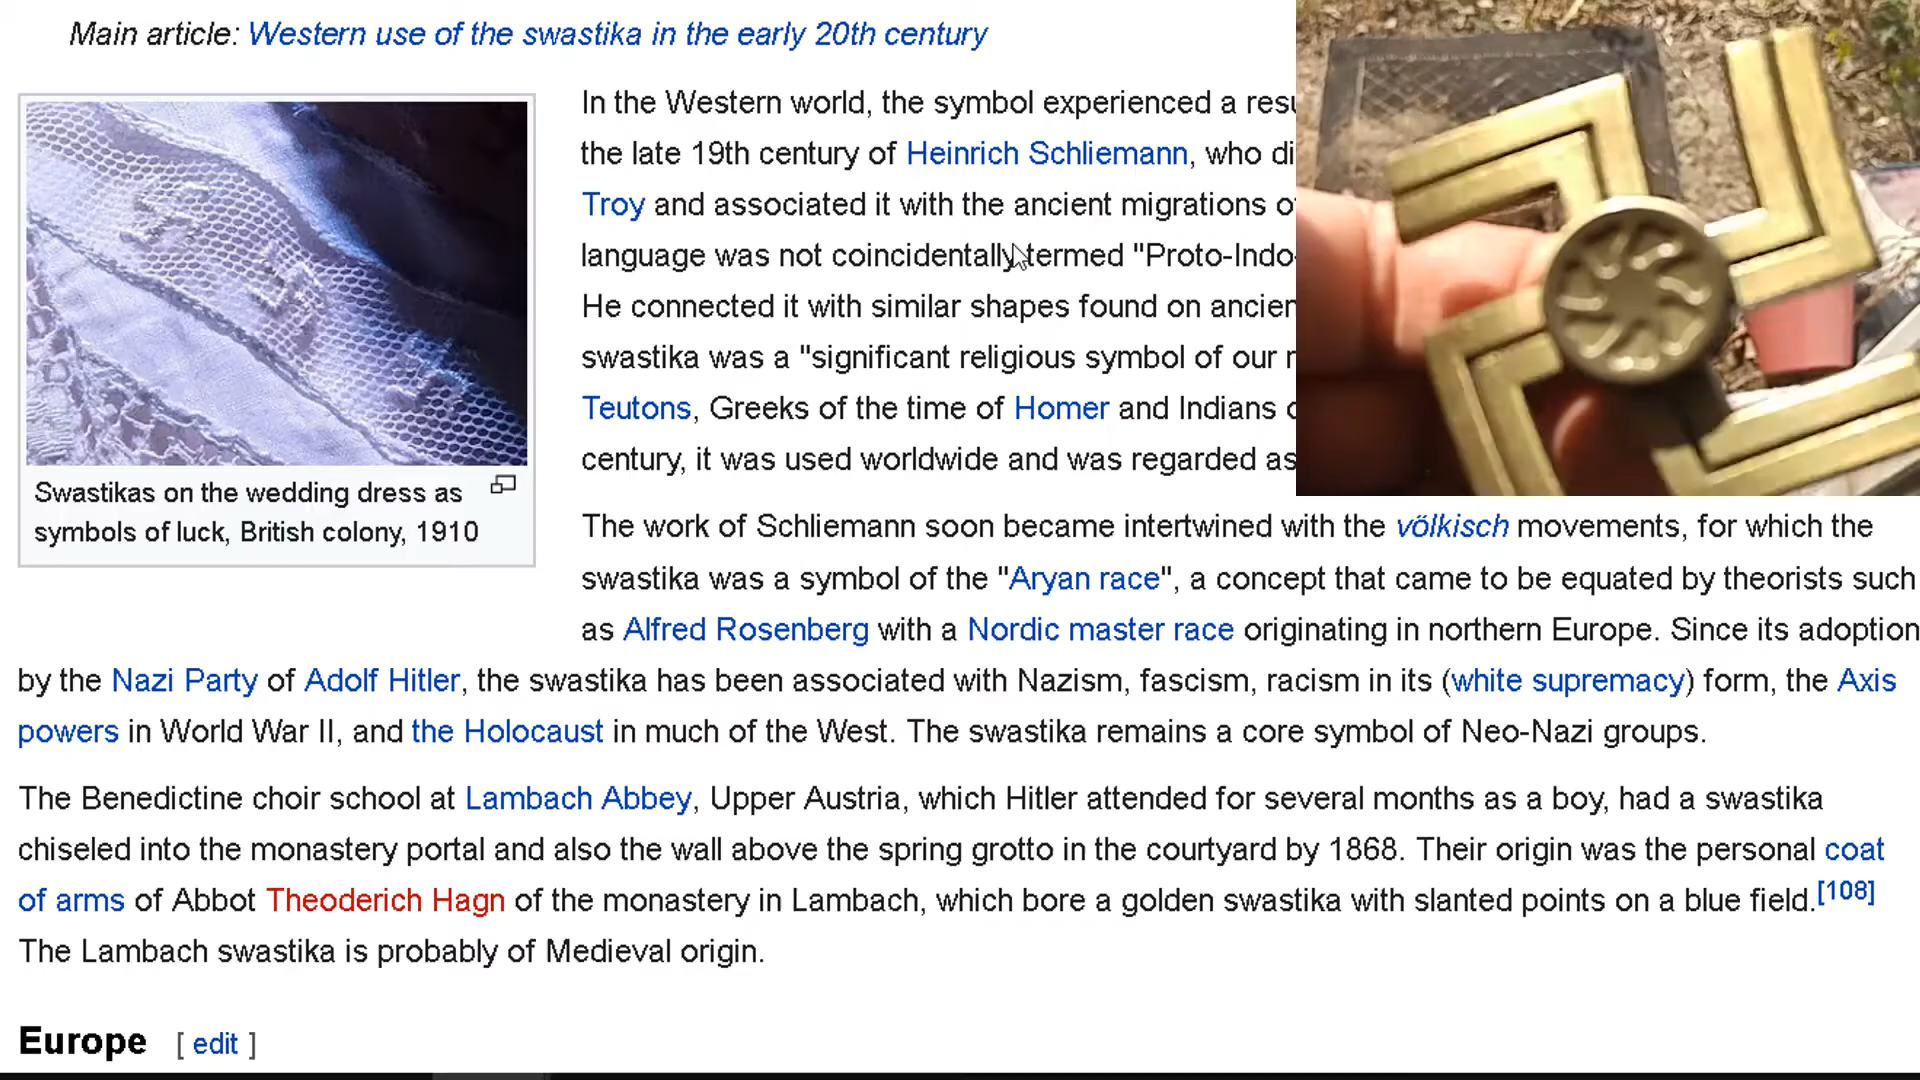 Main article: Western use of the swastika in the early 20th century
In the Western world, the symbol experienced a
the late 19th century of Heinrich Schliemann, who
Troy and associated it with the ancient migrations
language was not coincidentally termed "Proto-Indo-
He connected it with similar shapes found on
swastika was a "significant religious symbol of our
Teutons, Greeks of the time of Homer and Indians
century, it was used worldwide and was regarded as
Swastikas on the wedding dress as
symbols of luck, British colony, 1910
The work of Schliemann soon became intertwined with the völkisch movements, for which the
swastika was a symbol of the "Aryan race", a concept that came to be equated by theorists such
as Alfred Rosenberg with a Nordic master race originating in northern Europe. Since its adoption
by the Nazi Party of Adolf Hitler, the swastika has been associated with Nazism, fascism, racism in its (white supremacy) form, the Axis
powers in World War II, and the Holocaust in much of the West. The swastika remains a core symbol of Neo-Nazi groups.
The Benedictine choir school at Lambach Abbey, Upper Austria, which Hitler attended for several months as a boy, had a swastika
chiseled into the monastery portal and also the wall above the spring grotto in the courtyard by 1868. Their origin was the personal coat
of arms of Abbot Theoderich Hagn of the monastery in Lambach, which bore a golden swastika with slanted points on a blue field.[108]
The Lambach swastika is probably of Medieval origin.
Europe [ edit ]